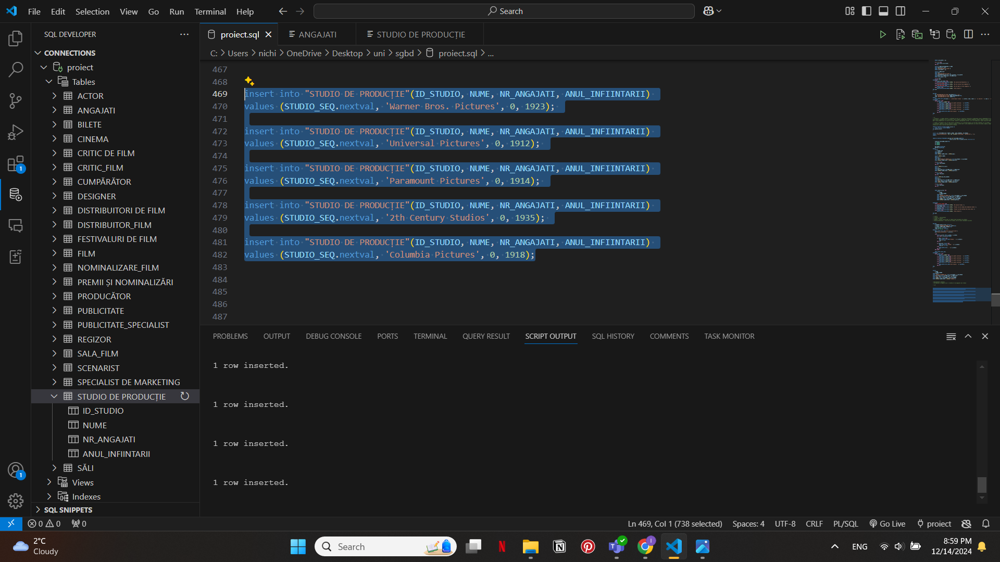 File Edit Selection View Go Run Terminal Help
Search
SQL DEVELOPER
CONNECTIONS
proiect
Tables
ACTOR
ANGAJATI
BILETE
CINEMA
CRITIC DE FILM
CRITIC_FILM
CUMPĂRĂTOR
DESIGNER
DISTRIBUITORI DE FILM
DISTRIBUITOR_FILM
FESTIVALURI DE FILM
FILM
NOMINALIZARE_FILM
PREMII ȘI NOMINALIZĂRI
PRODUCĂTOR
PUBLICITATE
PUBLICITATE_SPECIALIST
REGIZOR
SALA_FILM
SCENARIST
SPECIALIST DE MARKETING
STUDIO DE PRODUCȚIE
ID_STUDIO
NUME
NR_ANGAJATI
ANUL_INFIINTARII
SĂLI
Views
Indexes
SQL SNIPPETS
1
1
proiect.sql
ANGAJATI
STUDIO DE PRODUCȚIE
C: > Users > nichi > OneDrive > Desktop > uni > sgbd > proiect.sql > ...
467
468
469 insert into "STUDIO DE PRODUCȚIE"(ID_STUDIO, NUME, NR_ANGAJATI, ANUL_INFIINTARII)
470 values (STUDIO_SEQ.nextval, 'Warner Bros. Pictures', 0, 1923);
471
472 insert into "STUDIO DE PRODUCȚIE"(ID_STUDIO, NUME, NR_ANGAJATI, ANUL_INFIINTARII)
473 values (STUDIO_SEQ.nextval, 'Universal Pictures', 0, 1912);
474
475 insert into "STUDIO DE PRODUCȚIE"(ID_STUDIO, NUME, NR_ANGAJATI, ANUL_INFIINTARII)
476 values (STUDIO_SEQ.nextval, 'Paramount Pictures', 0, 1914);
477
478 insert into "STUDIO DE PRODUCȚIE"(ID_STUDIO, NUME, NR_ANGAJATI, ANUL_INFIINTARII)
479 values (STUDIO_SEQ.nextval, '2th Century Studios', 0, 1935);
480
481 insert into "STUDIO DE PRODUCȚIE"(ID_STUDIO, NUME, NR_ANGAJATI, ANUL_INFIINTARII)
482 values (STUDIO_SEQ.nextval, 'Columbia Pictures', 0, 1918);
483
484
485
486
487
PROBLEMS OUTPUT DEBUG CONSOLE PORTS TERMINAL QUERY RESULT SCRIPT OUTPUT SQL HISTORY COMMENTS TASK MONITOR
1 row inserted.
1 row inserted.
1 row inserted.
1 row inserted.
0 0 0
Ln 469, Col 1 (738 selected) Spaces: 4 UTF-8 CRLF PL/SQL Go Live proiect
2°C
Cloudy
Search
ENG
8:59 PM
12/14/2024